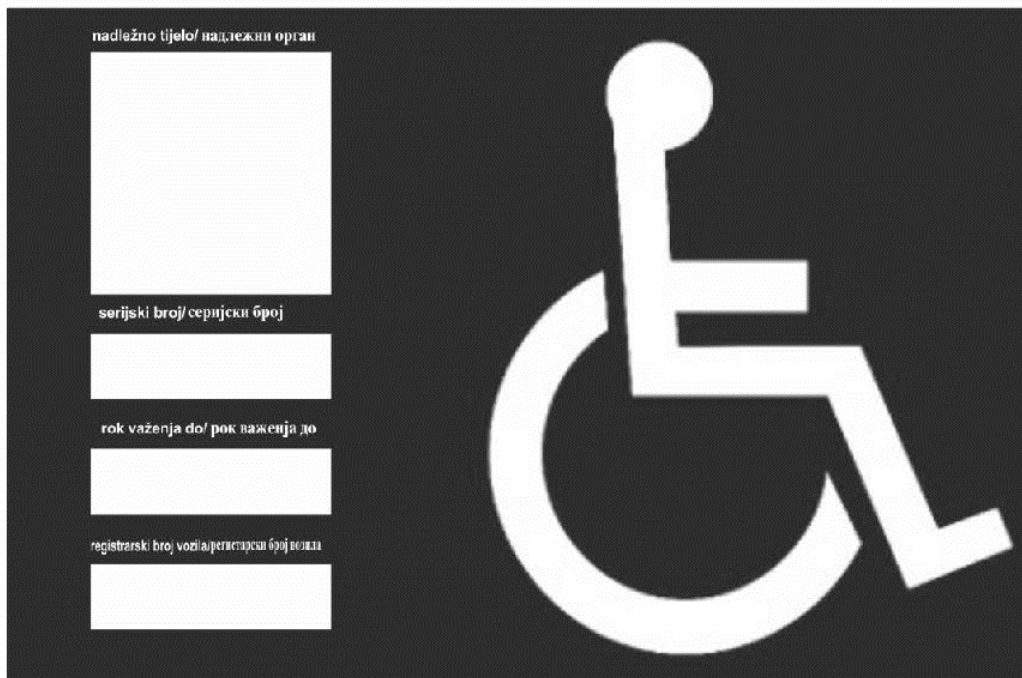 nadležno tijelo/ надлежни орган
serijski broj/ серијски број
rok važenja do/ рок важенја до
registrarski broj vozila/регистарски број возила